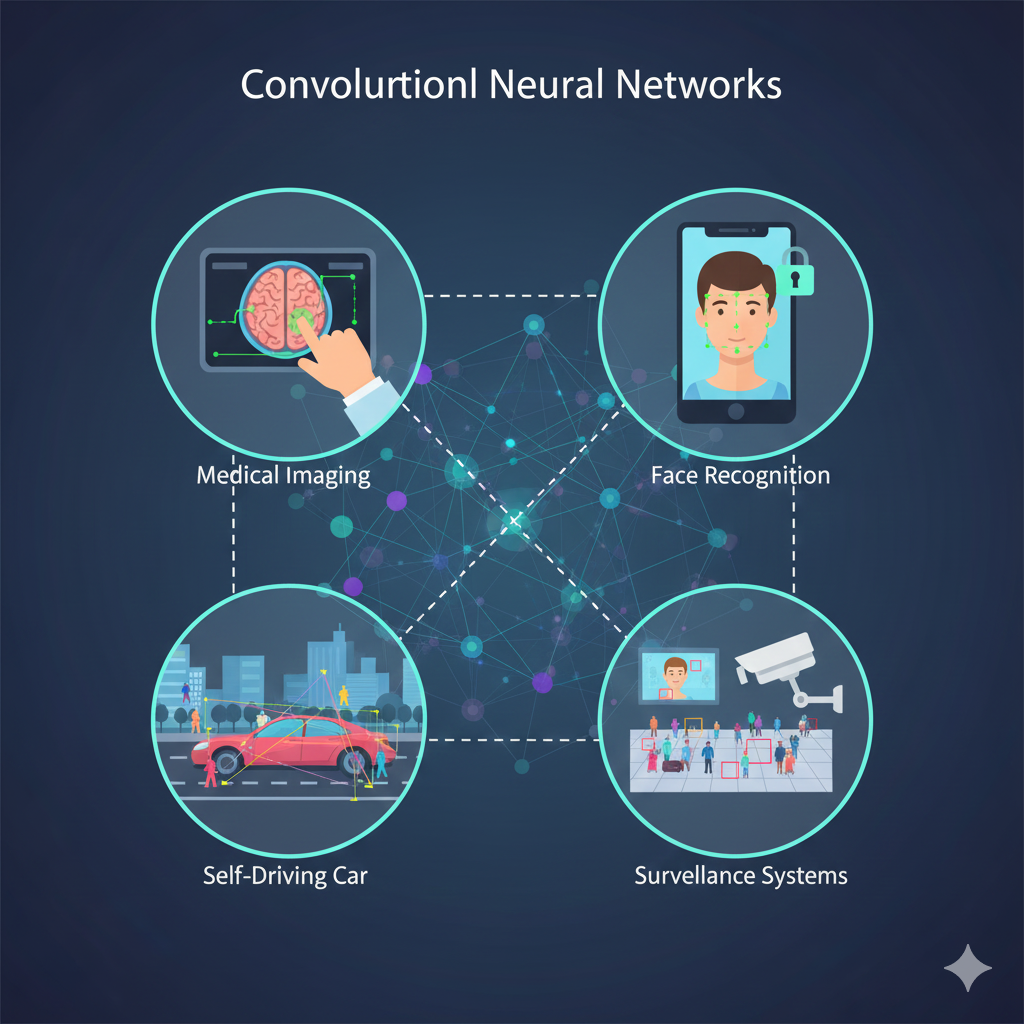 Convolurtionl Neural Networks
Medical Imaging
Face Recognition
Self-Driving Car
Survellance Systems